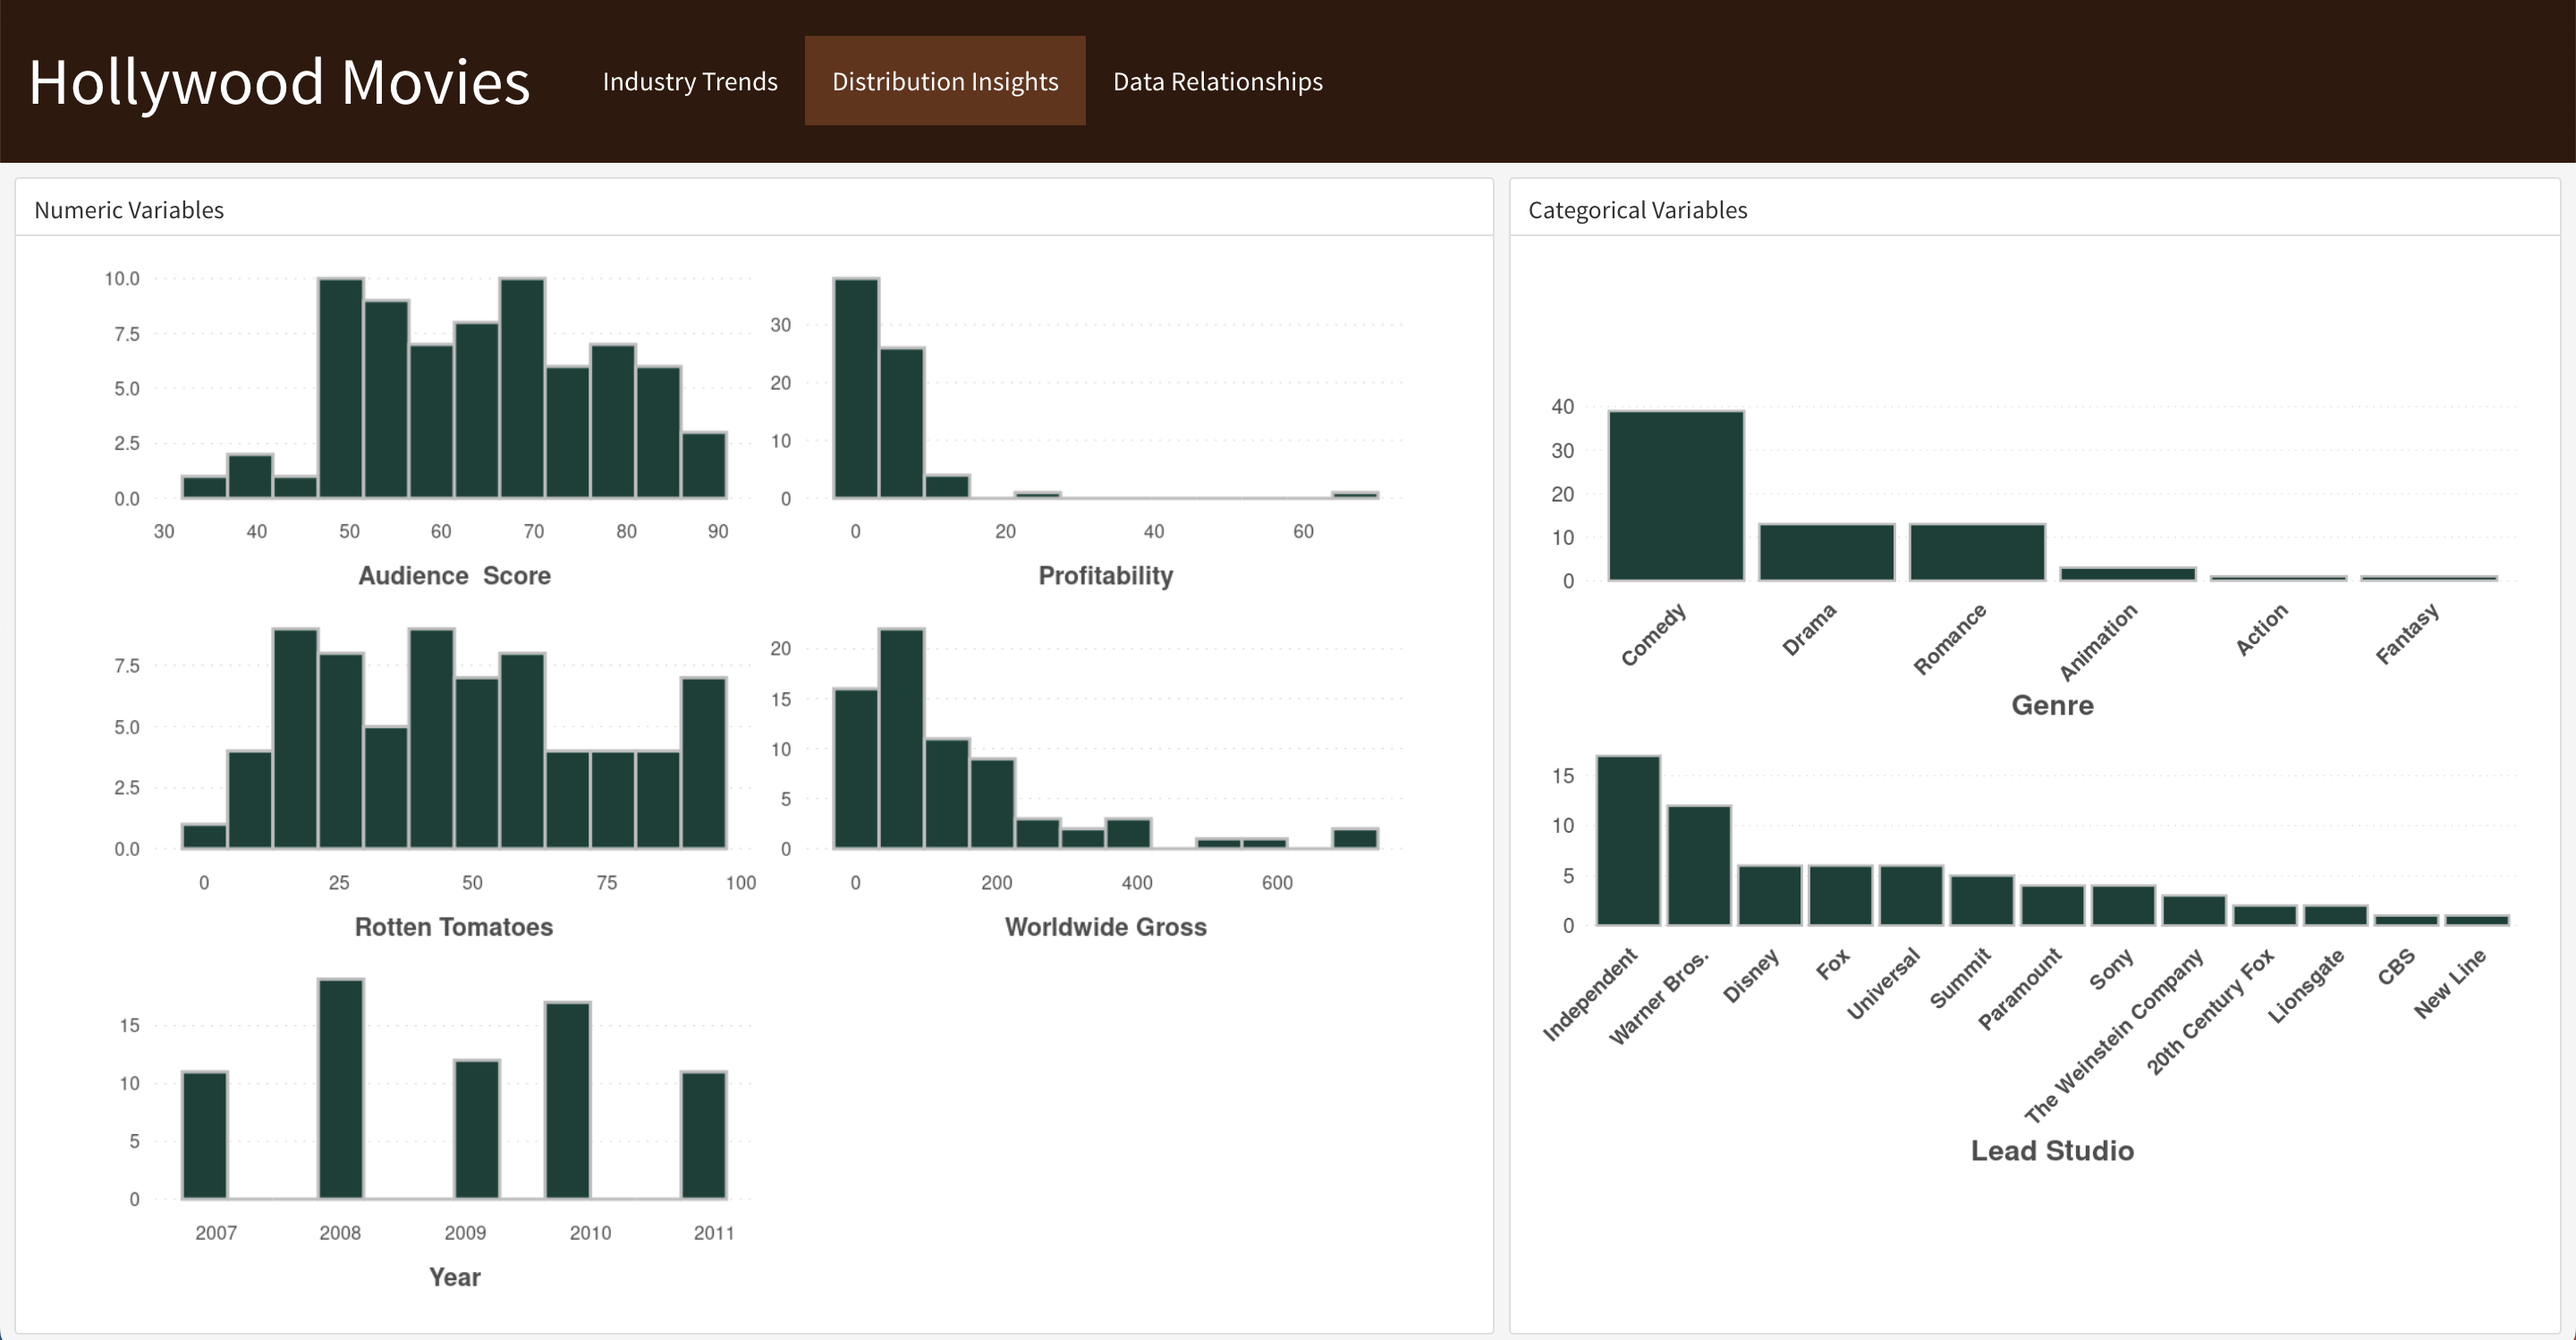 Hollywood Movies
Industry Trends
Distribution Insights
Data Relationships
Numeric Variables
10.0
7.5
5.0
2.5
0.0
30 40 50 60 70 80 90
Audience  Score
30
20
10
0
0 20 40 60
Profitability
7.5
5.0
2.5
0.0
0 25 50 75 100
Rotten Tomatoes
20
15
10
5
0
0 200 400 600
Worldwide Gross
15
10
5
0
2007 2008 2009 2010 2011
Year
Categorical Variables
40
30
20
10
0
Comedy
Drama
Romance
Animation
Action
Fantasy
Genre
15
10
5
0
Independent
Warner Bros.
Disney
Fox
Universal
Summit
Paramount
Sony
The Weinstein Company
20th Century Fox
Lionsgate
CBS
New Line
Lead Studio